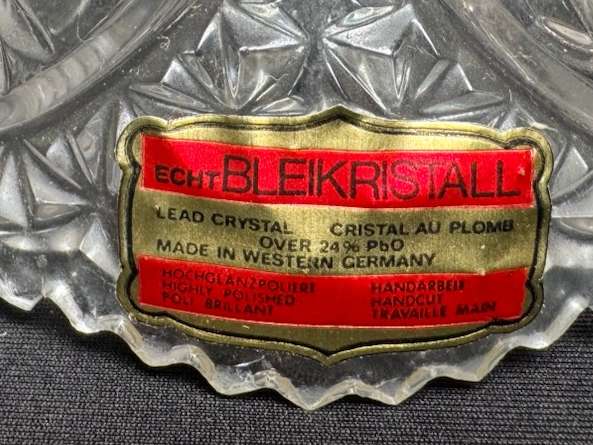 ECHT BLEIKRISTALL
LEAD CRYSTAL CRISTAL AU PLOMB
OVER 24% PbO
MADE IN WESTERN GERMANY
HOCHGLANZPOLIERT HANDARBEIT
HIGHLY POLISHED HANDCUT
POLI BRILLANT TRAVAILLE MAIN